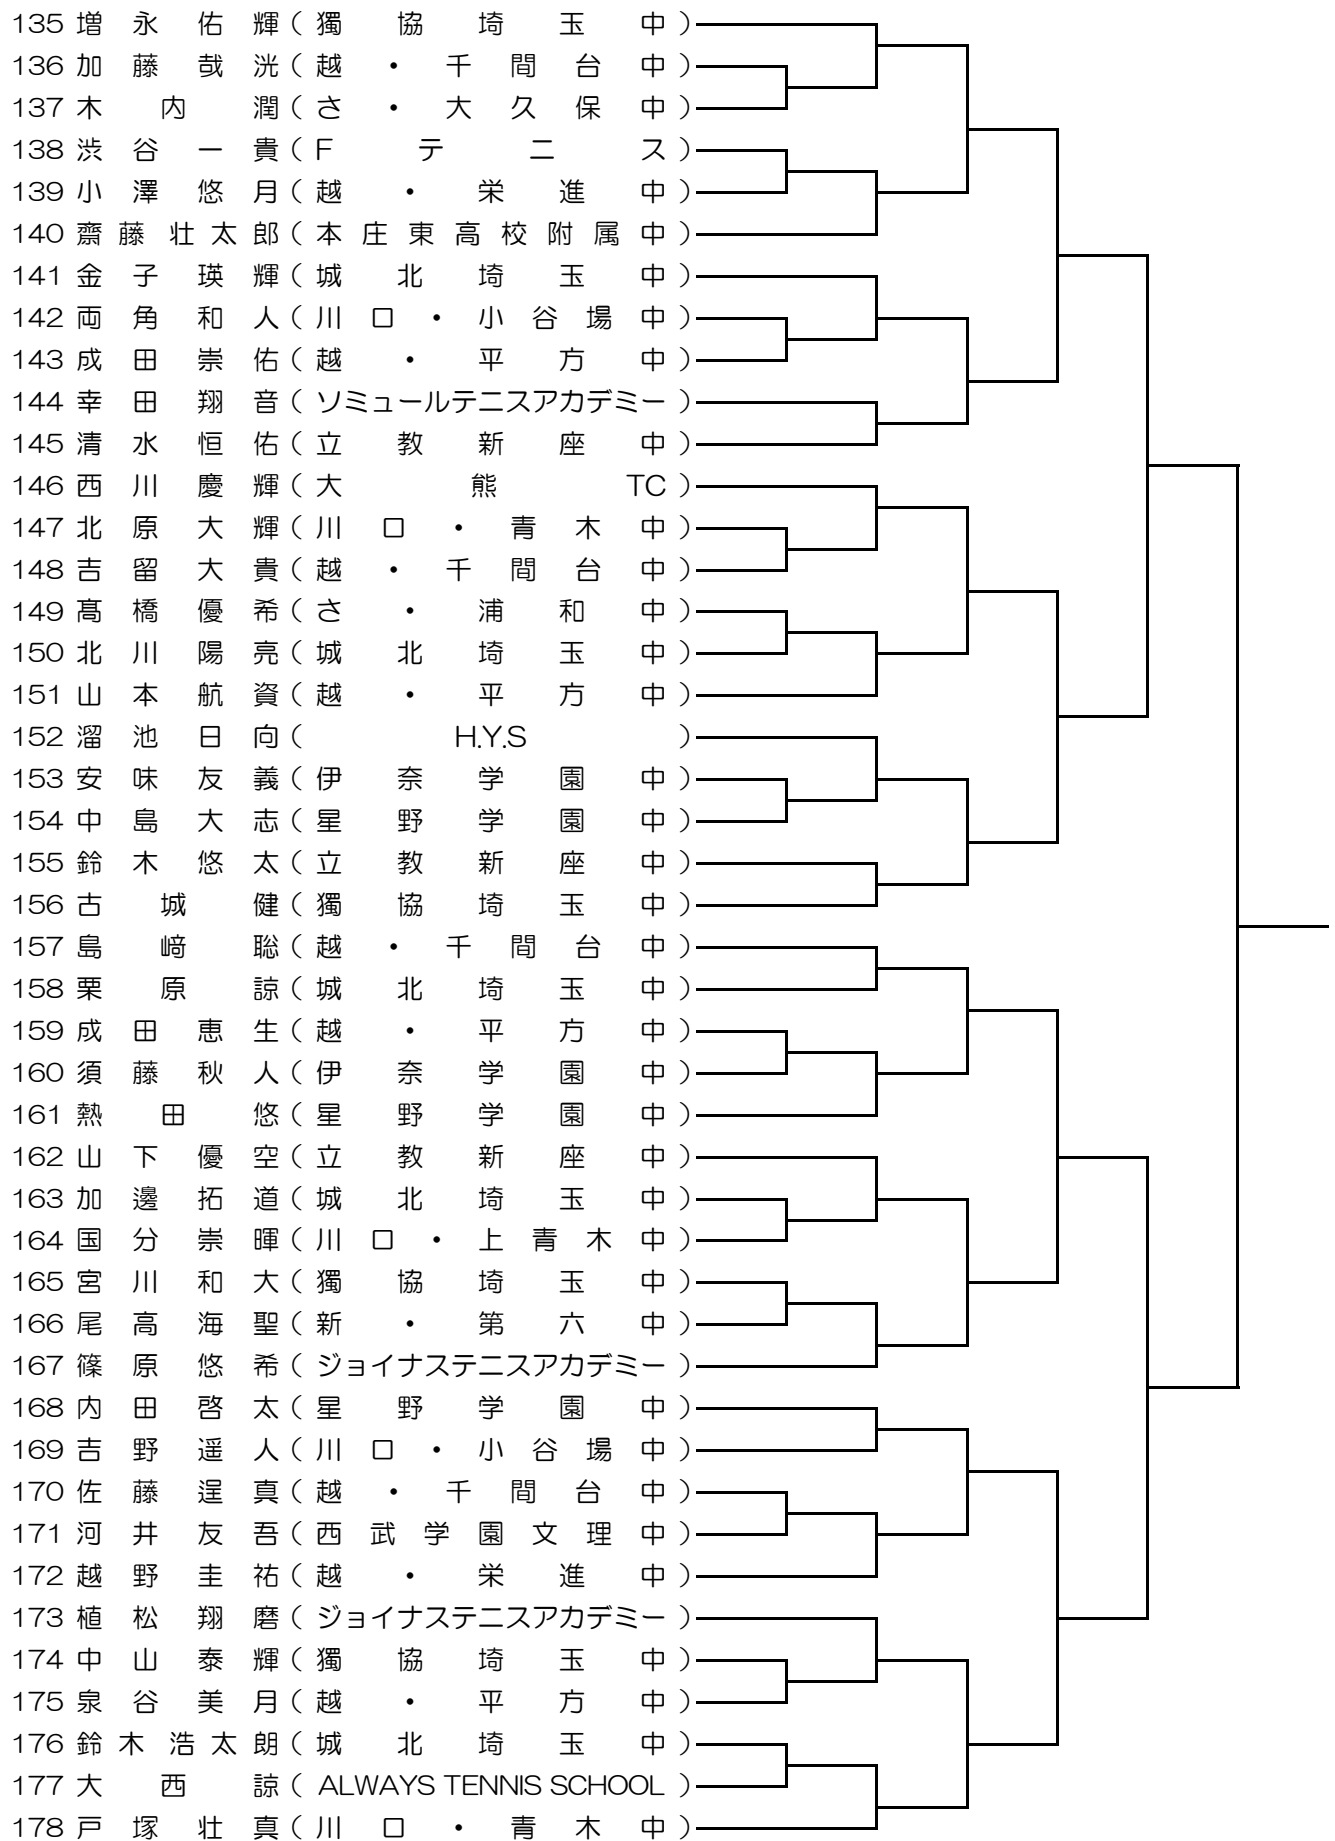 135 増永佑輝(獨協埼玉中)
136 加藤哉洸(越・千間台中)
137 木内潤(さ・大久保中)
138 渋谷一貴(Fテニス)
139 小澤悠月(越・栄進中)
140 齋藤壮太郎(本庄東高校附属中)
141 金子瑛輝(城北埼玉中)
142 両角和人(川口・小谷場中)
143 成田崇佑(越・平方中)
144 幸田翔音(ソミュールテニスアカデミー)
145 清水恒佑(立教新座中)
146 西川慶輝(大熊TC)
147 北原大輝(川口・青木中)
148 吉留大貴(越・千間台中)
149 髙橋優希(さ・浦和中)
150 北川陽亮(城北埼玉中)
151 山本航資(越・平方中)
152 溜池日向(H.Y.S)
153 安味友義(伊奈学園中)
154 中島大志(星野学園中)
155 鈴木悠太(立教新座中)
156 古城健(獨協埼玉中)
157 島﨑聡(越・千間台中)
158 栗原諒(城北埼玉中)
159 成田恵生(越・平方中)
160 須藤秋人(伊奈学園中)
161 熱田悠(星野学園中)
162 山下優空(立教新座中)
163 加邊拓道(城北埼玉中)
164 国分崇暉(川口・上青木中)
165 宮川和大(獨協埼玉中)
166 尾高海聖(新・第六中)
167 篠原悠希(ジョイナステニスアカデミー)
168 内田啓太(星野学園中)
169 吉野遥人(川口・小谷場中)
170 佐藤逞真(越・千間台中)
171 河井友吾(西武学園文理中)
172 越野圭祐(越・栄進中)
173 植松翔磨(ジョイナステニスアカデミー)
174 中山泰輝(獨協埼玉中)
175 泉谷美月(越・平方中)
176 鈴木浩太朗(城北埼玉中)
177 大西諒(ALWAYS TENNIS SCHOOL)
178 戸塚壮真(川口・青木中)